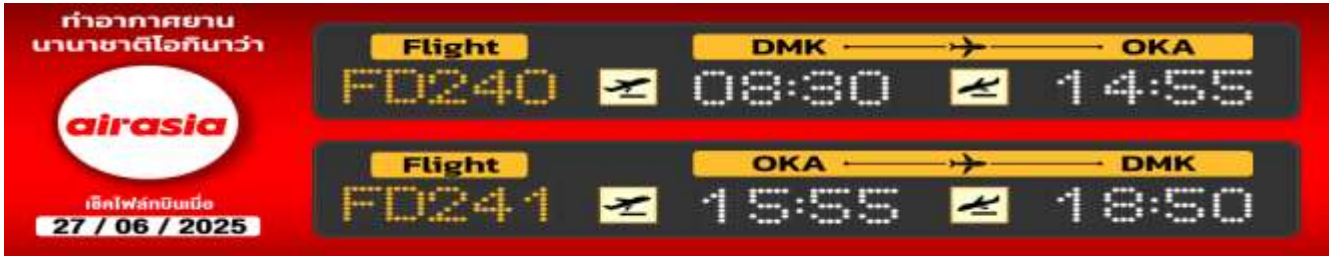 ท่าอากาศยาน
นานาชาติโอกินาว่า
airasia
เช็คไฟล์ทบินเมื่อ
27 / 06 / 2025
Flight DMK OKA
FD240 08:30 14:55
Flight OKA DMK
FD241 15:55 18:50